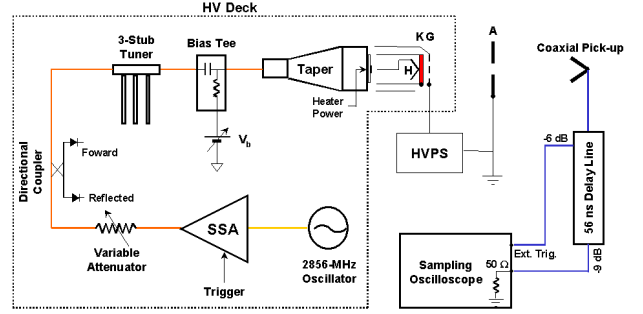 HV Deck
3-Stub
Tuner
Bias Tee
Taper
K G
H
A
Coaxial Pick-up
Heater
Power
Vb
HVPS
-6 dB
56 ns Delay Line
-9 dB
Directional
Coupler
Foward
Reflected
SSA
Variable
Attenuator
Trigger
2856-MHz
Oscillator
Sampling
Oscilloscope
50 Ω
Ext. Trig.